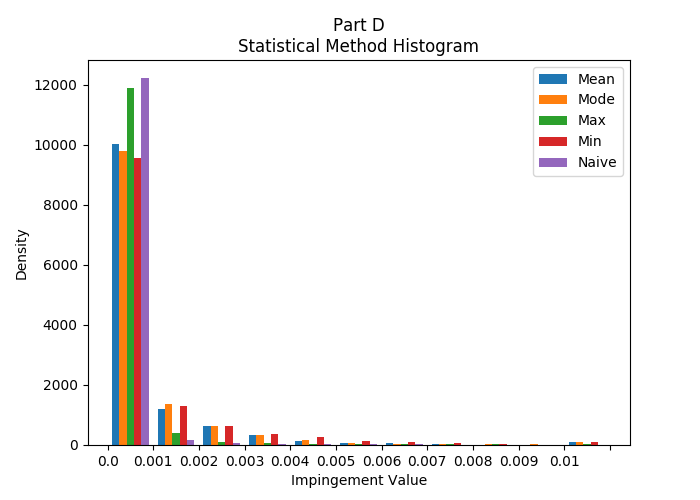 Part D
Statistical Method Histogram
Mean
Mode
Max
Min
Naive
12000
10000
8000
6000
4000
2000
0
Density
0.0 0.001 0.002 0.003 0.004 0.005 0.006 0.007 0.008 0.009 0.01
Impingement Value